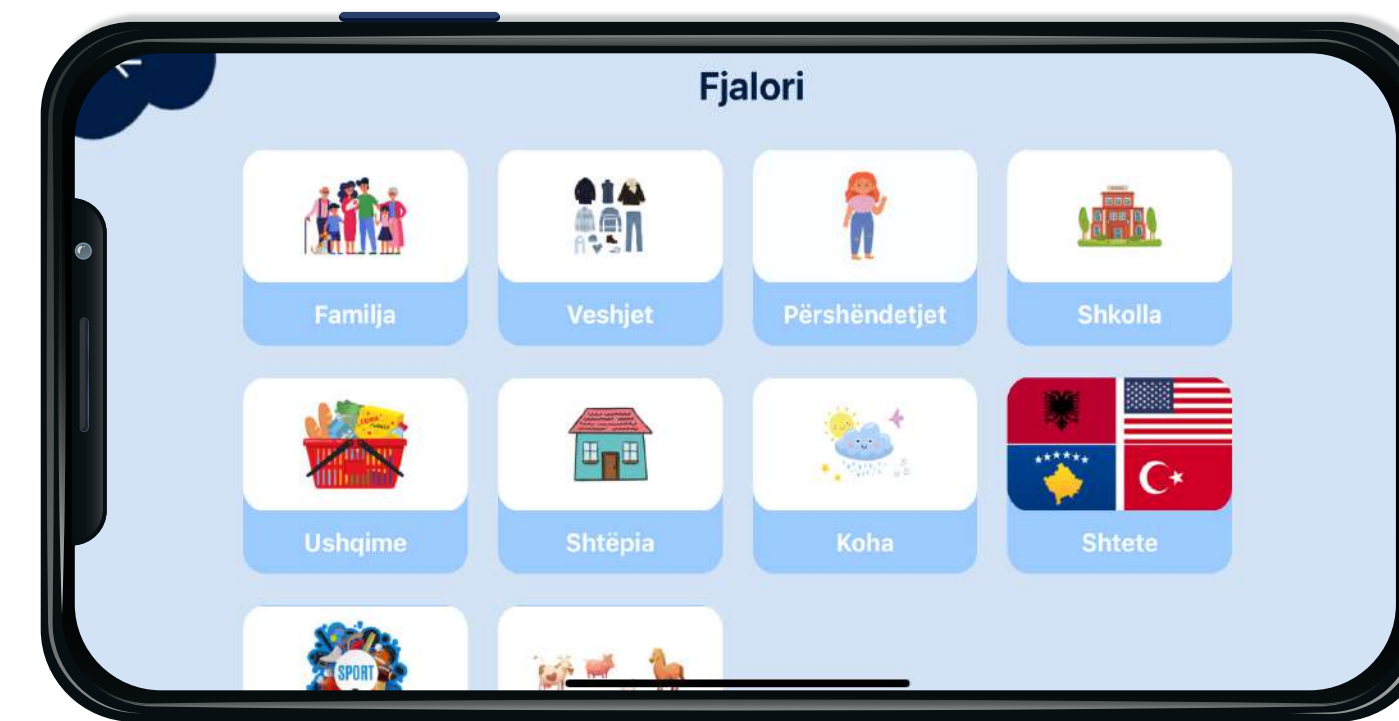 Fjalori
Familja
Veshjet
Përshëndetjet
Shkolla
Ushqime
Shtëpia
Koha
Shtete
SPORT